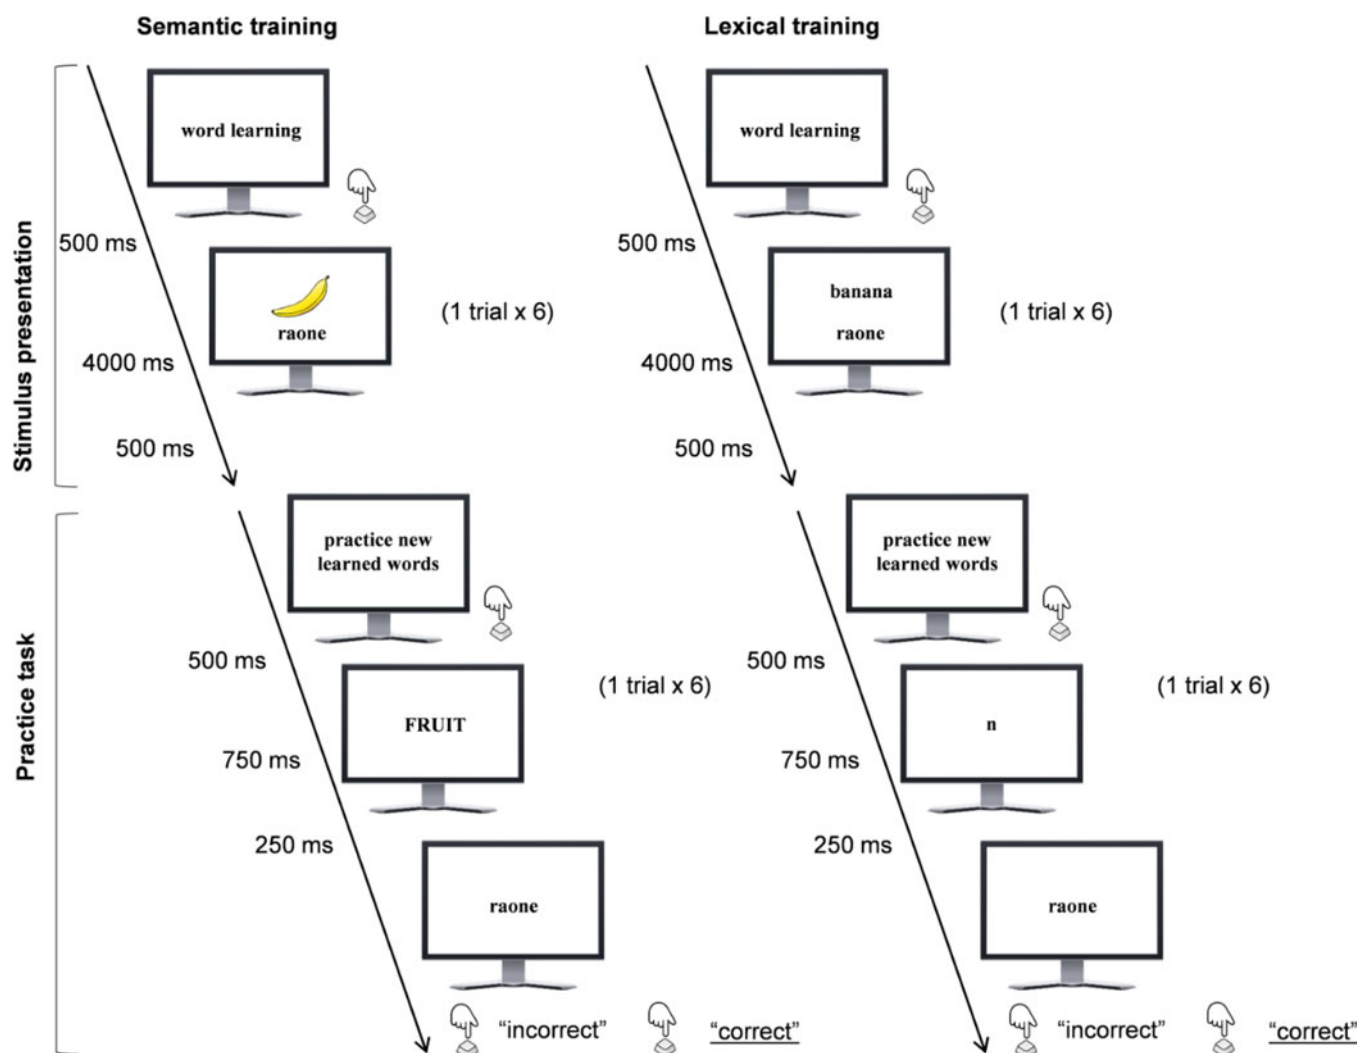 Semantic training
Lexical training
Stimulus presentation
word learning
500 ms
raone
(1 trial x 6)
4000 ms
500 ms
word learning
500 ms
banana
raone
(1 trial x 6)
4000 ms
500 ms
Practice task
practice new
learned words
500 ms
(1 trial x 6)
FRUIT
750 ms
250 ms
raone
“incorrect”
“correct”
practice new
learned words
500 ms
(1 trial x 6)
n
750 ms
250 ms
raone
“incorrect”
“correct”